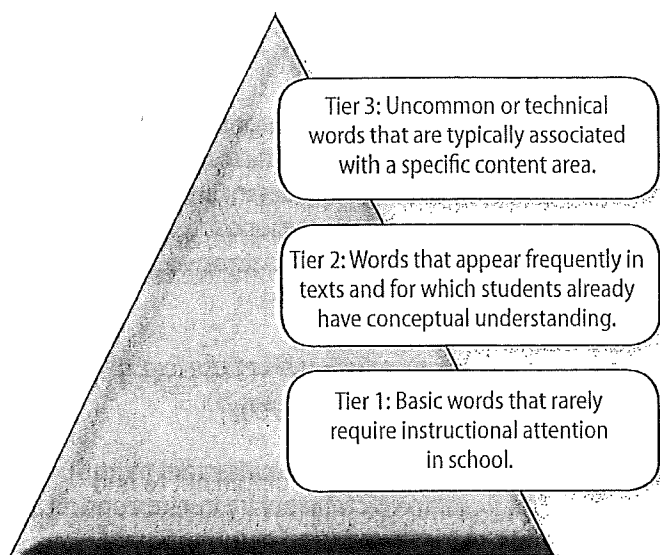 Tier 3: Uncommon or technical
words that are typically associated
with a specific content area.
Tier 2: Words that appear frequently in
texts and for which students already
have conceptual understanding.
Tier 1: Basic words that rarely
require instructional attention
in school.